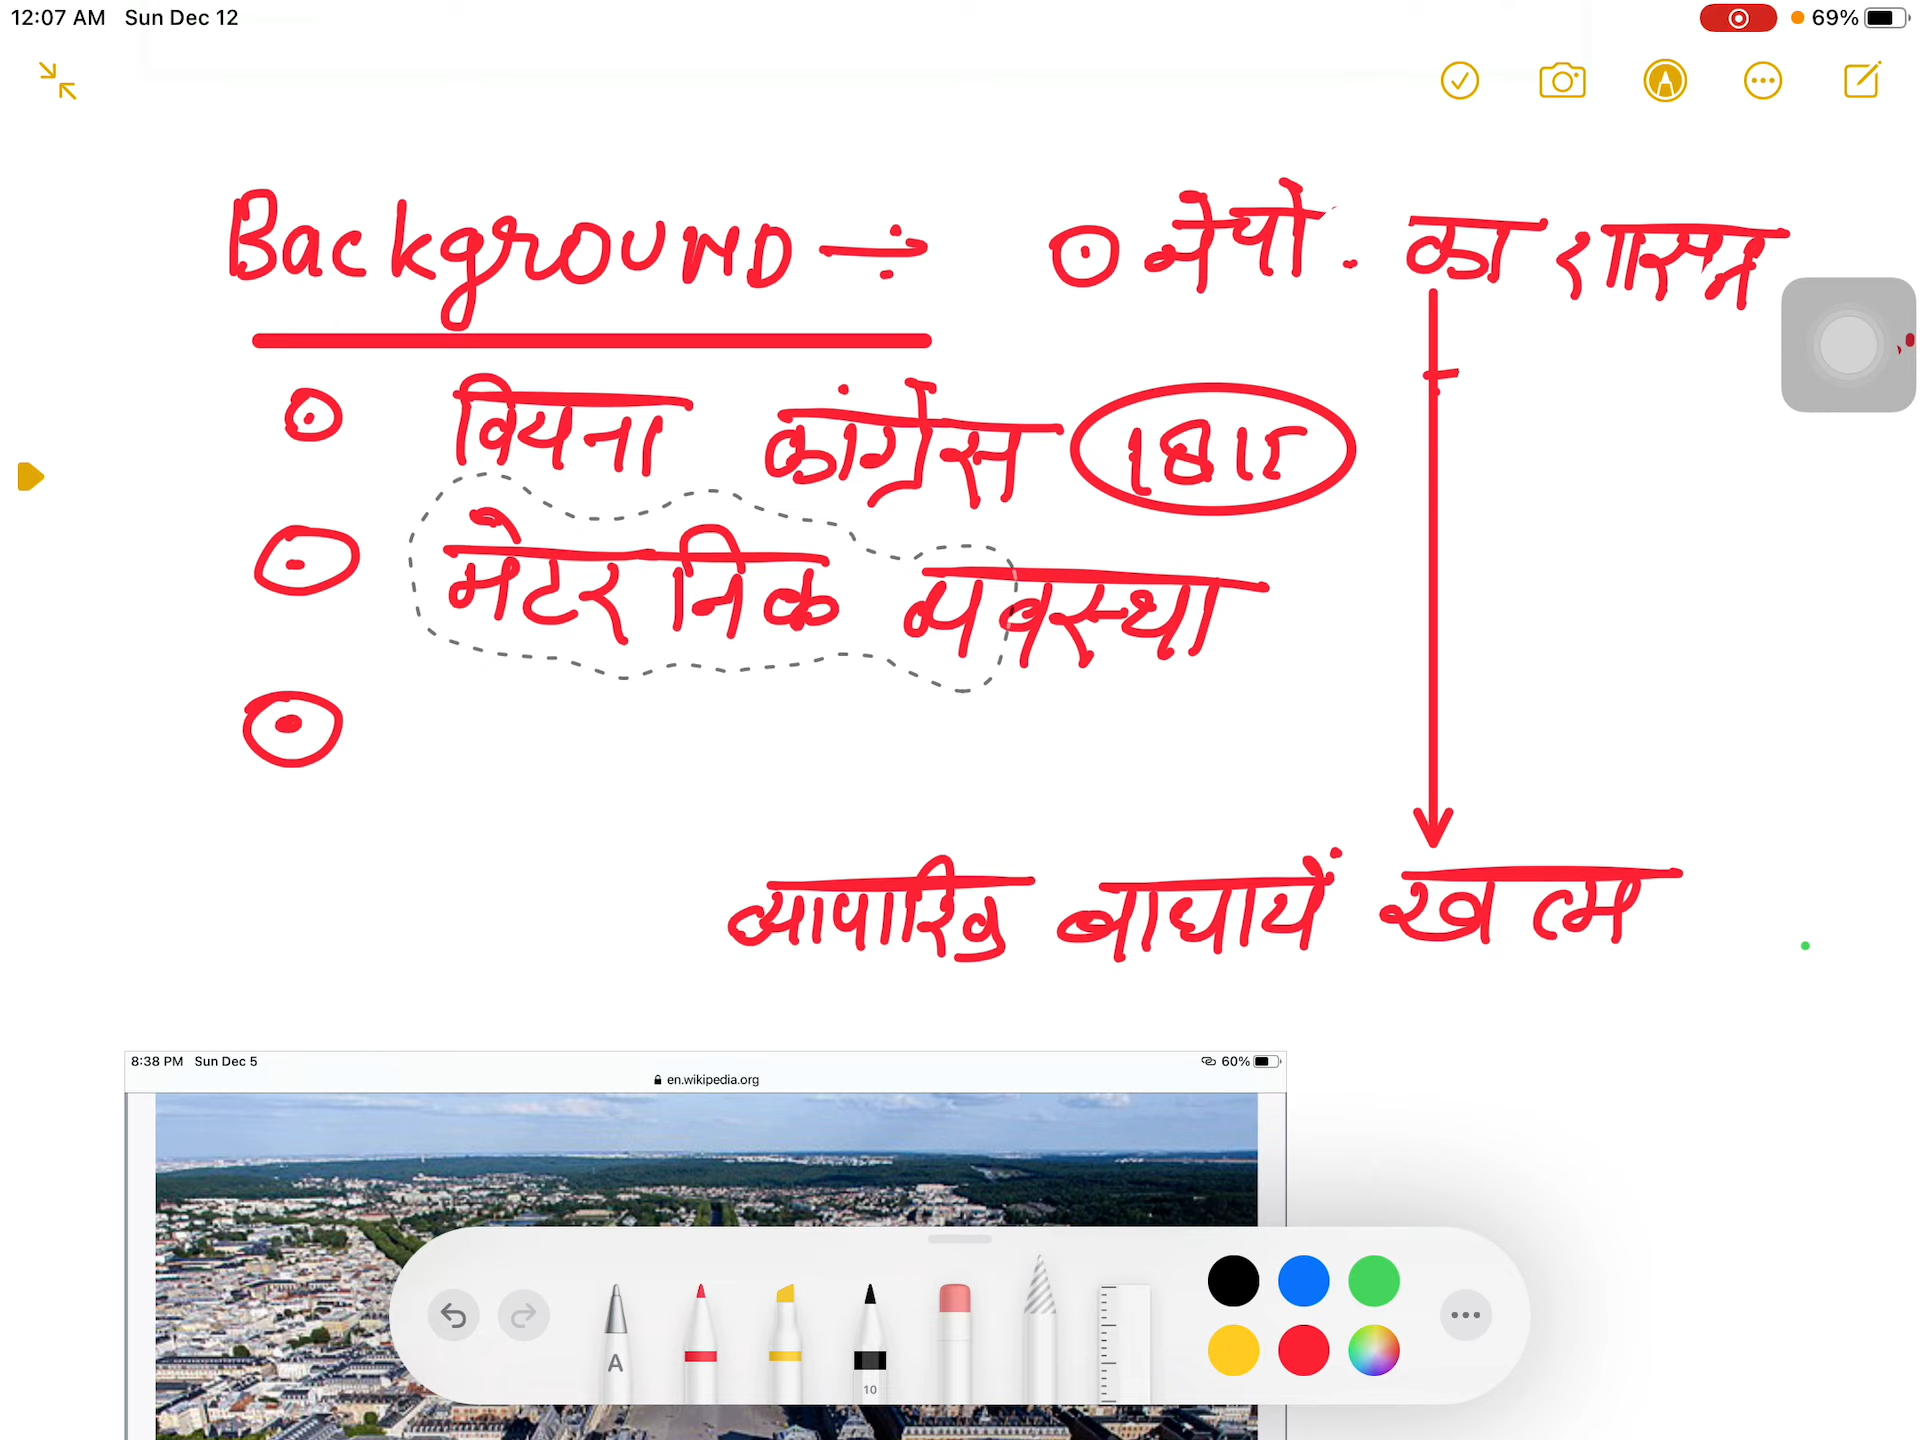 12:07 AM Sun Dec 12 69%
Background ÷ ⊙ नेपो. का शासन
⊙ वियना कांग्रेस 1815
⊙ मैटरनिक व्यवस्था
⊙
व्यापारिक बाधायें खत्म
8:38 PM Sun Dec 5 60%
en.wikipedia.org
A
10